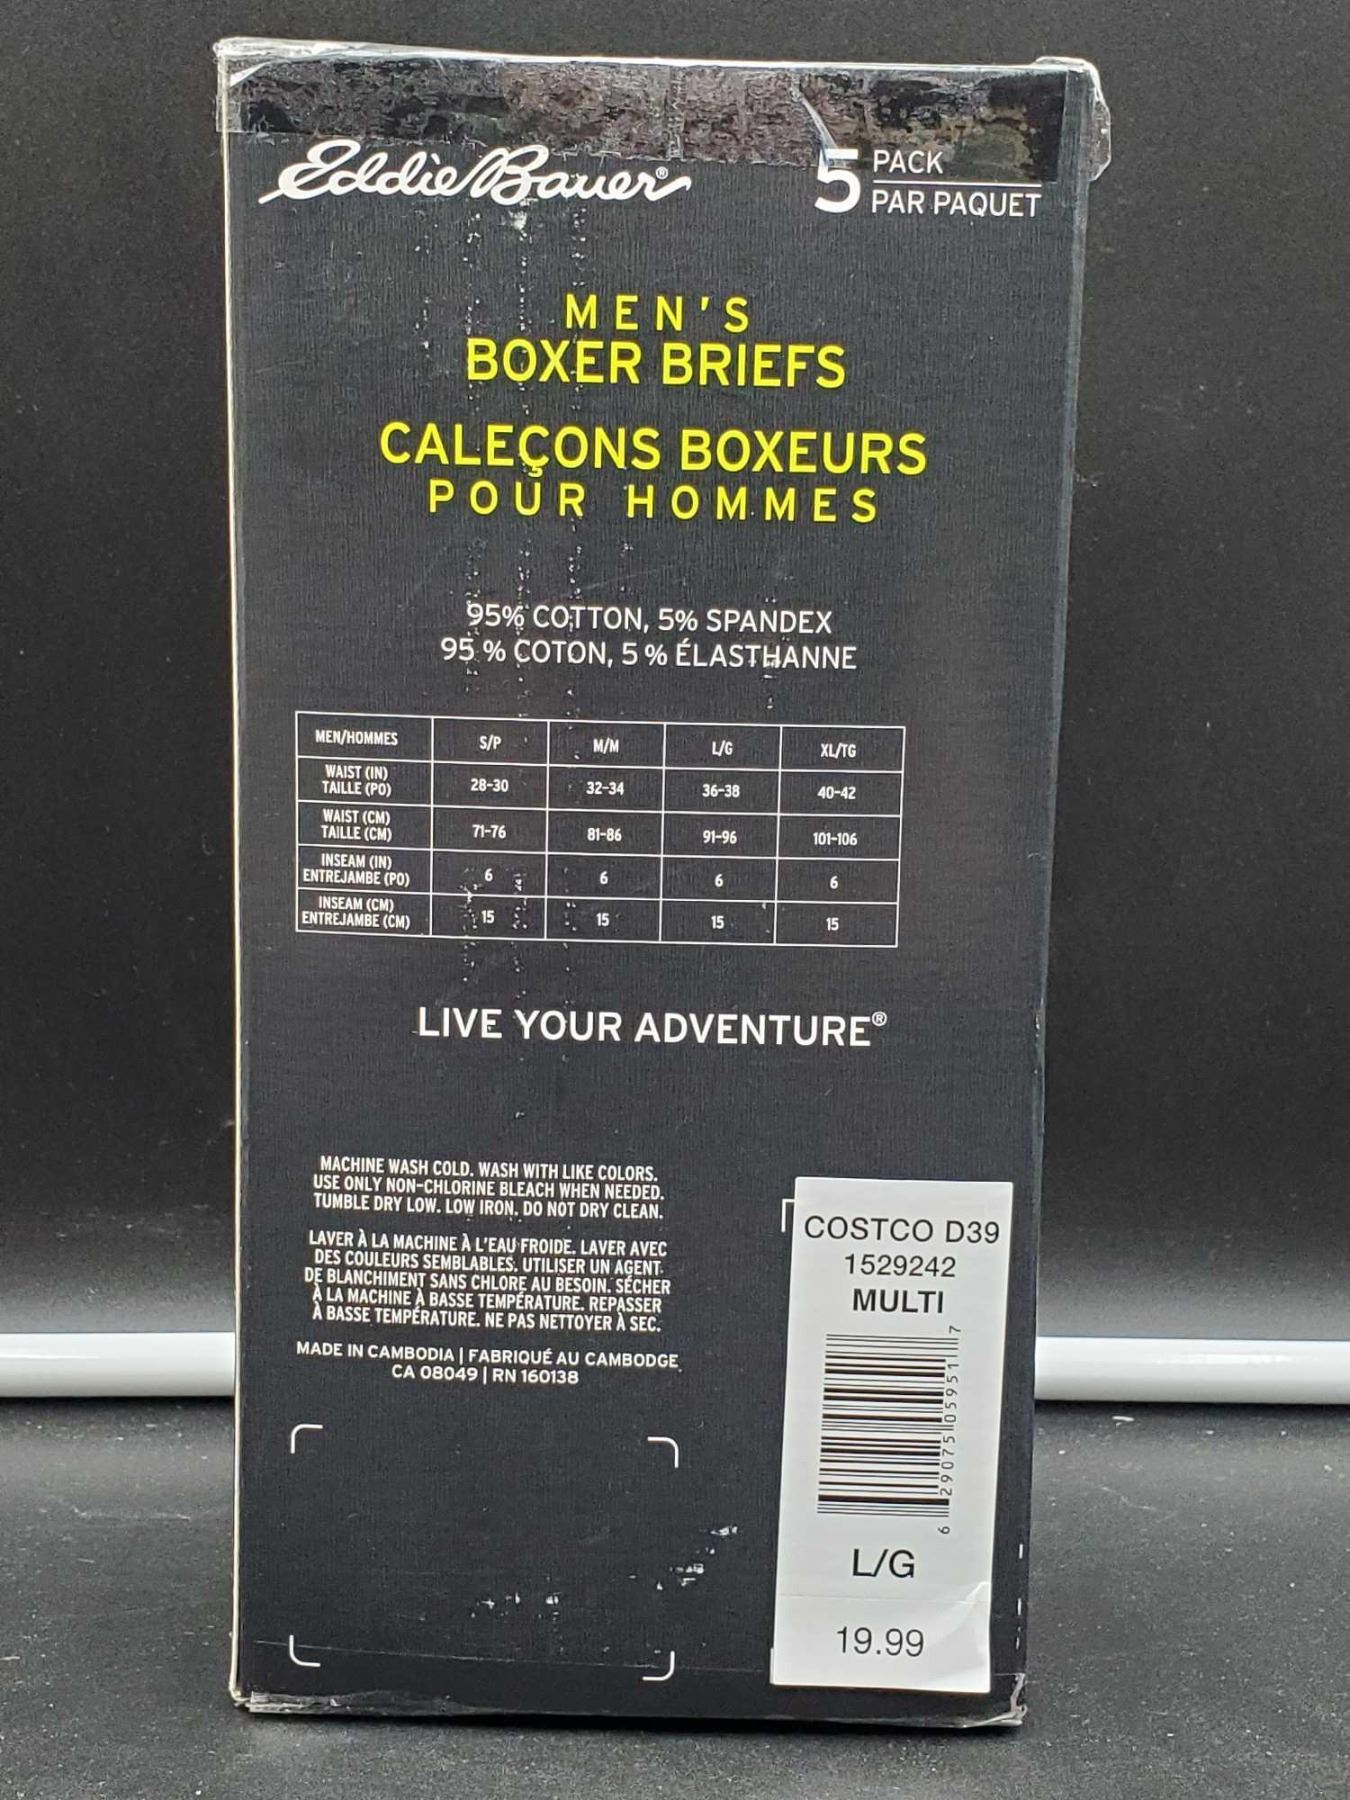 Eddie Bauer®
5 PACK
PAR PAQUET
MEN'S
BOXER BRIEFS
CALEÇONS BOXEURS
POUR HOMMES
95% COTTON, 5% SPANDEX
95 % COTON, 5 % ÉLASTHANNE
MEN/HOMMES S/P M/M L/G XL/TG
WAIST (IN)
TAILLE (PO) 28-30 32-34 36-38 40-42
WAIST (CM)
TAILLE (CM) 71-76 81-86 91-96 101-106
INSEAM (IN)
ENTREJAMBE (PO) 6 6 6 6
INSEAM (CM)
ENTREJAMBE (CM) 15 15 15 15
LIVE YOUR ADVENTURE®
MACHINE WASH COLD. WASH WITH LIKE COLORS.
USE ONLY NON-CHLORINE BLEACH WHEN NEEDED.
TUMBLE DRY LOW. LOW IRON. DO NOT DRY CLEAN.
LAVER À LA MACHINE À L'EAU FROIDE. LAVER AVEC
DES COULEURS SEMBLABLES. UTILISER UN AGENT
DE BLANCHIMENT SANS CHLORE AU BESOIN. SÉCHER
À LA MACHINE À BASSE TEMPÉRATURE. REPASSER
À BASSE TEMPÉRATURE. NE PAS NETTOYER À SEC.
MADE IN CAMBODIA | FABRIQUÉ AU CAMBODGE
CA 08049 | RN 160138
COSTCO D39
1529242
MULTI
6 29075 05951 7
L/G
19.99